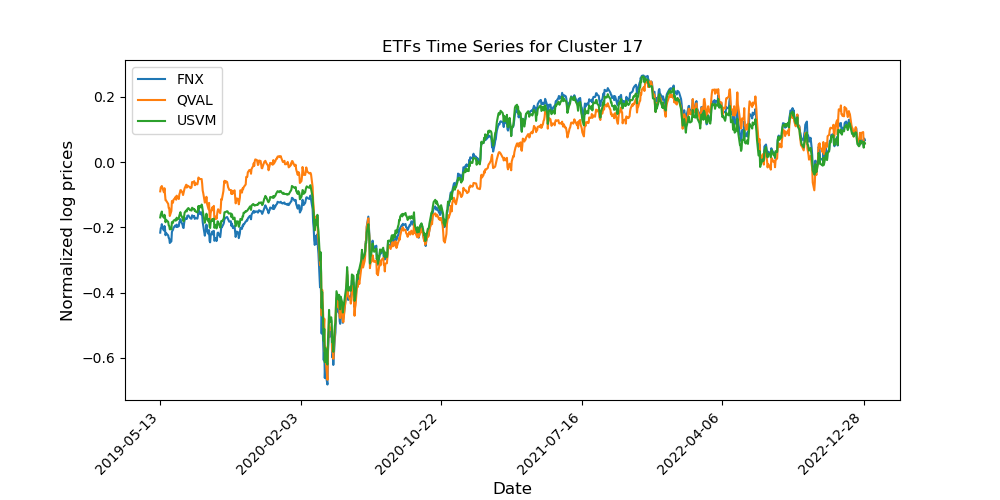 ETFs Time Series for Cluster 17
FNX
QVAL
USVM
Normalized log prices
0.2
0.0
−0.2
−0.4
−0.6
2019-05-13
2020-02-03
2020-10-22
2021-07-16
2022-04-06
2022-12-28
Date